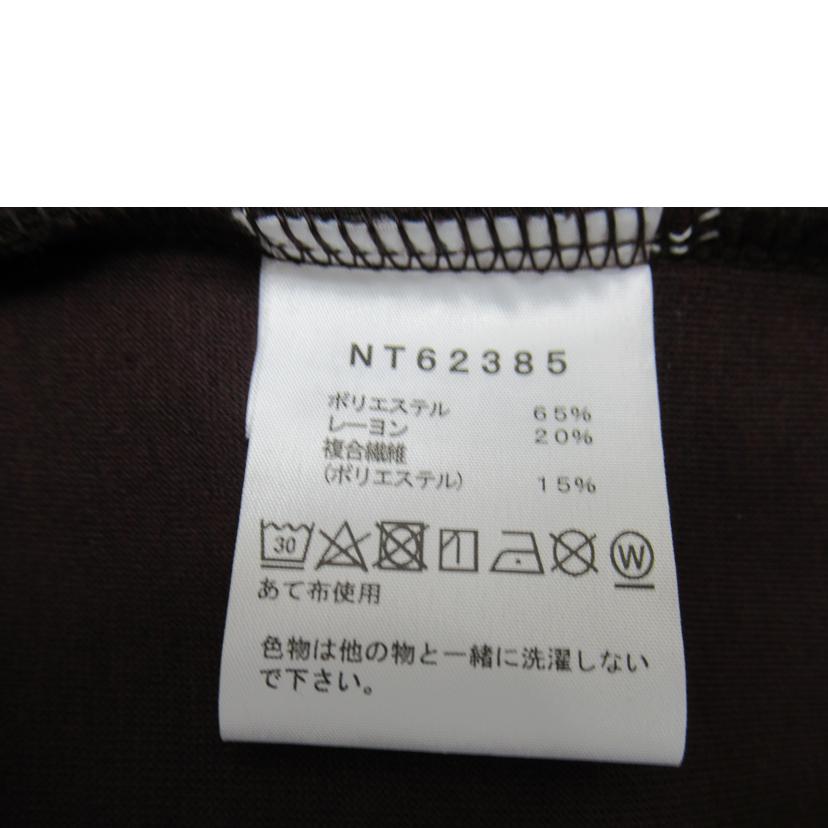 NT62385
ポリエステル 65%
レーヨン 20%
複合繊維
(ポリエステル) 15%
30 W
あて布使用
色物は他の物と一緒に洗濯しない
で下さい。